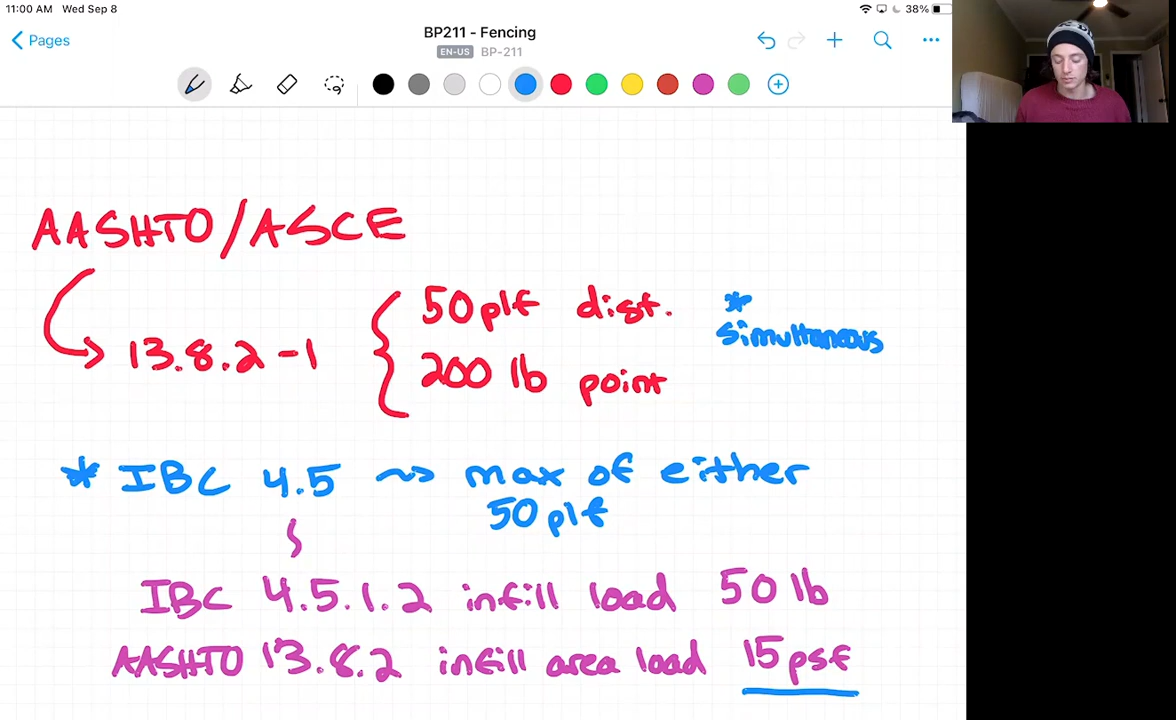 11:00 AM Wed Sep 8
38%
Pages
BP211 - Fencing
EN-US BP-211
AASHTO/ASCE
13.8.2-1
50 plf dist.
200 lb point
*
simultaneous
* IBC 4.5 ~> max of either
50 plf
IBC 4.5.1.2 infill load 50 lb
AASHTO 13.8.2 infill area load 15 psf